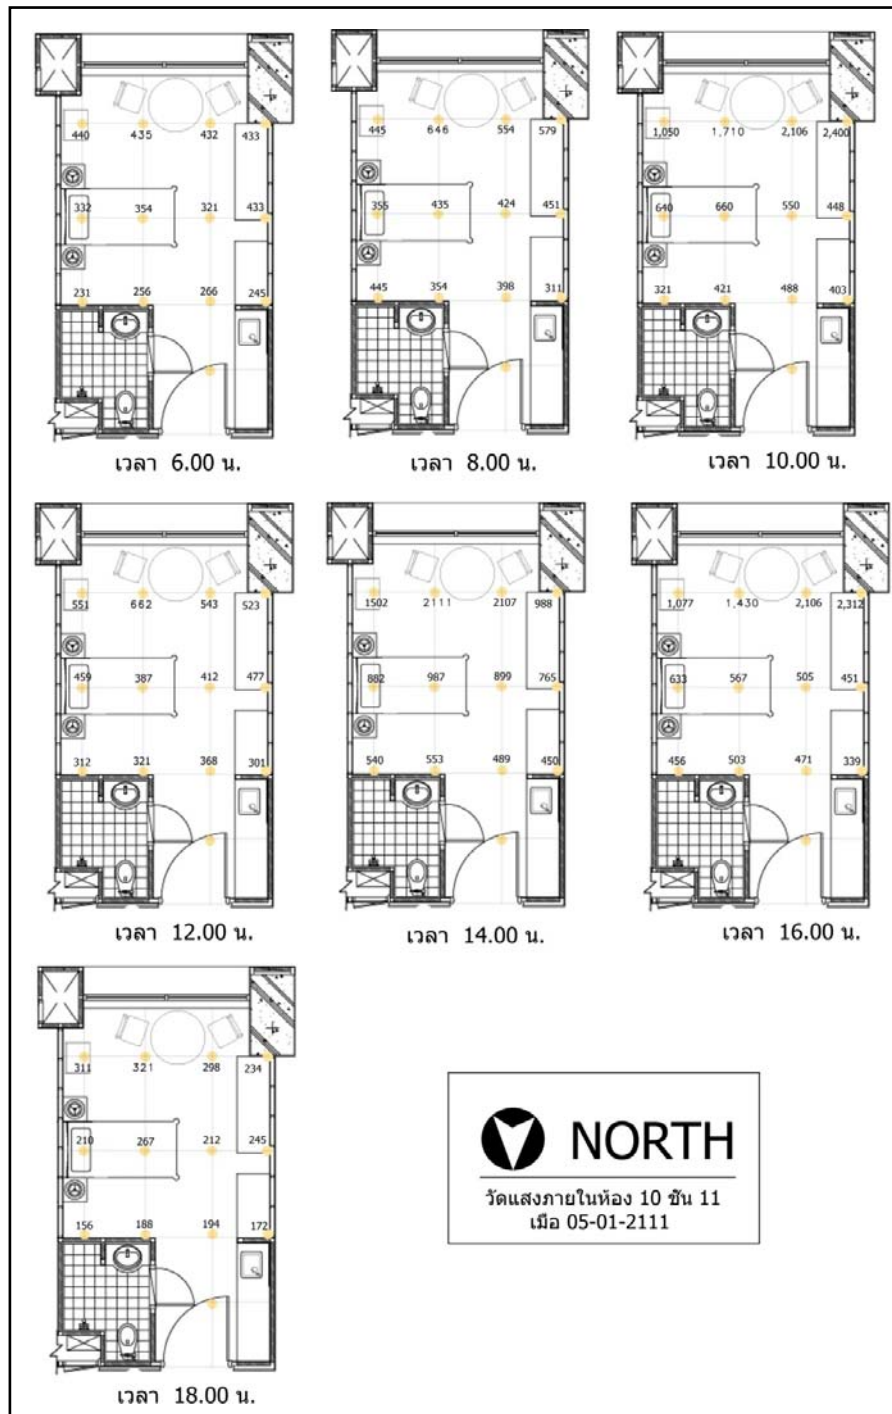 440 435 432 433
332 354 321 433
231 256 266 245
เวลา 6.00 น.
445 646 554 579
355 435 424 451
445 354 398 311
เวลา 8.00 น.
1,050 1,710 2,106 2,400
640 660 550 448
321 421 488 403
เวลา 10.00 น.
551 662 543 523
459 387 412 477
312 321 368 301
เวลา 12.00 น.
1502 2111 2107 988
882 987 899 765
540 553 489 450
เวลา 14.00 น.
1,077 1,430 2,106 2,312
633 567 505 451
456 503 471 339
เวลา 16.00 น.
311 321 298 234
210 267 212 245
156 188 194 172
เวลา 18.00 น.
NORTH
วัดแสงภายในห้อง 10 ชัน 11
เมือ 05-01-2111